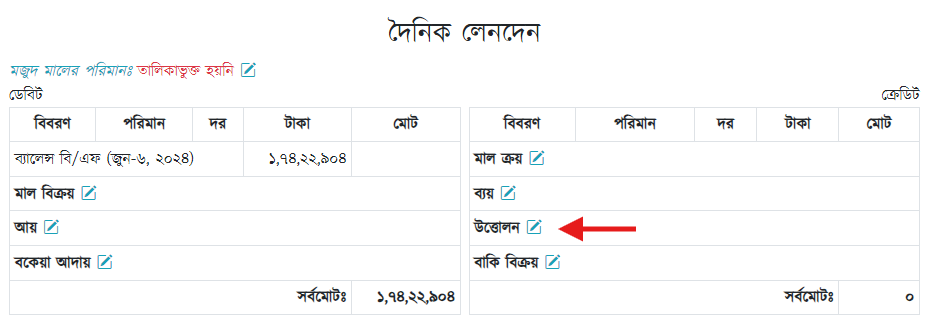 দৈনিক লেনদেন
মজুদ মালের পরিমানঃ তালিকাভুক্ত হয়নি
ডেবিট ক্রেডিট
বিবরণ পরিমান দর টাকা মোট বিবরণ পরিমান দর টাকা মোট
ব্যালেন্স বি/এফ (জুন-৬, ২০২৪) ১,৭৪,২২,৯০৪ মাল ক্রয়
মাল বিক্রয় ব্যয়
আয় উত্তোলন
বকেয়া আদায় বাকি বিক্রয়
সর্বমোটঃ ১,৭৪,২২,৯০৪ সর্বমোটঃ ০